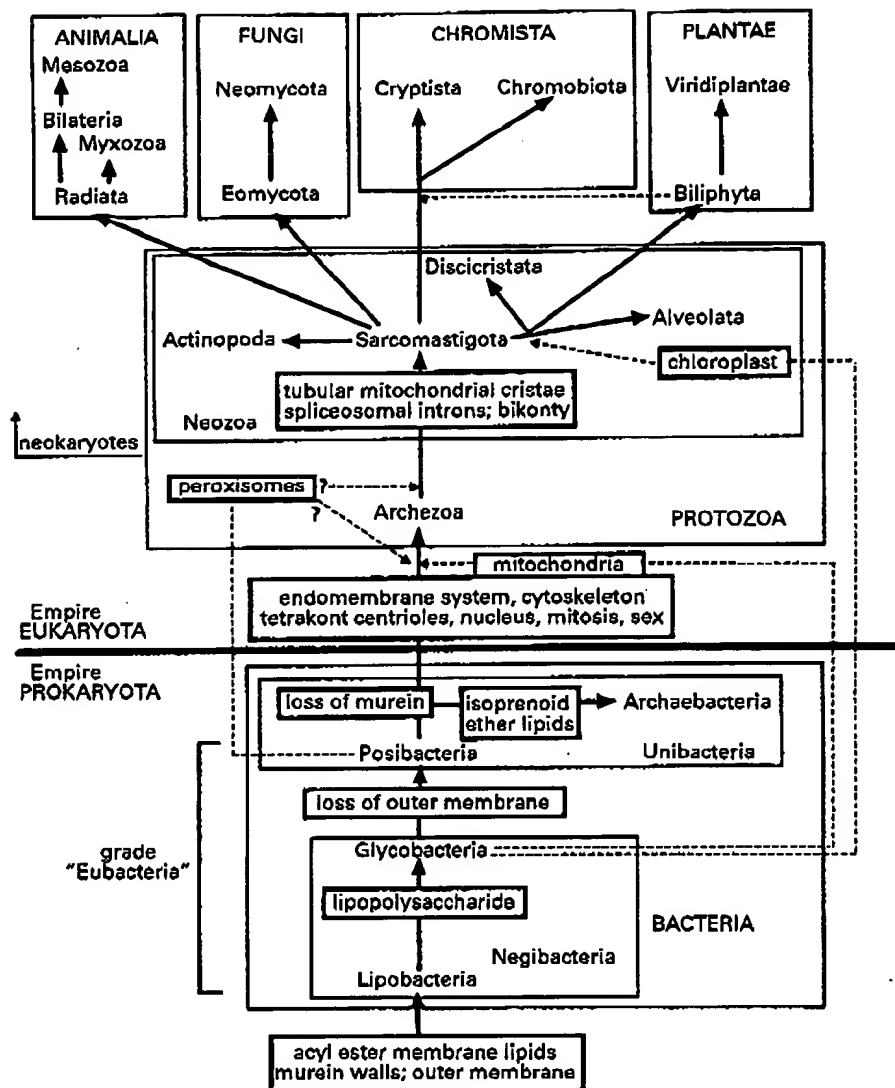 ANIMALIA
Mesozoa
Bilateria
Myxozoa
Radiata
FUNGI
Neomycota
Eomycota
CHROMISTA
Cryptista
Chromobiota
PLANTAE
Viridiplantae
Biliphyta
Discicristata
Actinopoda
Sarcomastigota
Alveolata
chloroplast
tubular mitochondrial cristae
spliceosomal introns; bikonty
Neozoa
neokaryotes
peroxisomes
?
?
Archezoa
PROTOZOA
mitochondria
endomembrane system, cytoskeleton
tetrakont centrioles, nucleus, mitosis, sex
Empire
EUKARYOTA
Empire
PROKARYOTA
loss of murein
isoprenoid
ether lipids
Archaebacteria
Posibacteria
Unibacteria
loss of outer membrane
grade
"Eubacteria"
Glycobacteria
lipopolysaccharide
BACTERIA
Negibacteria
Lipobacteria
acyl ester membrane lipids
murein walls; outer membrane